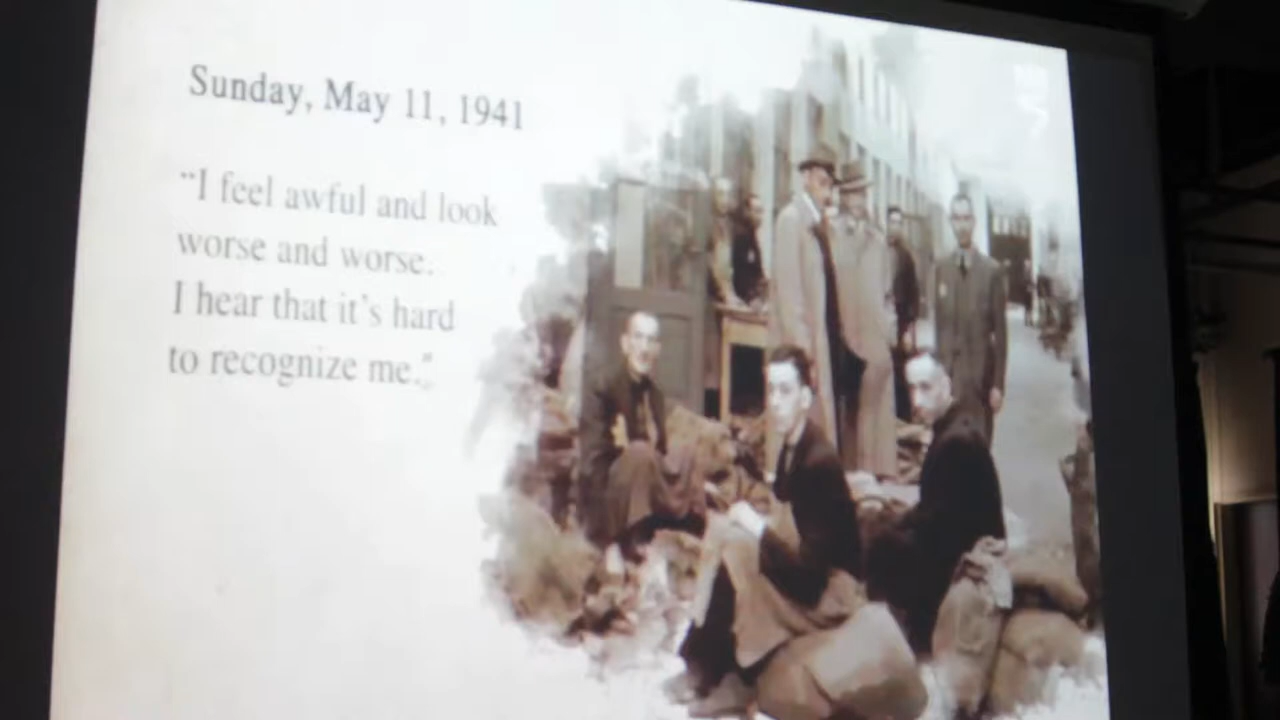 Sunday, May 11, 1941
“I feel awful and look
worse and worse.
I hear that it’s hard
to recognize me.”